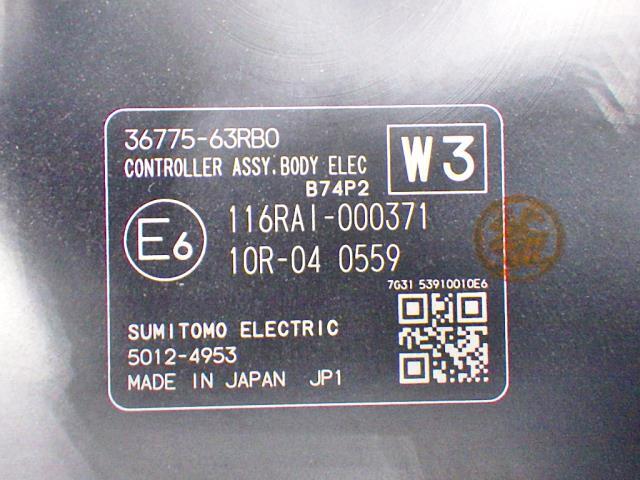 36775-63RB0
CONTROLLER ASSY.BODY ELEC
W3
B74P2
E6
116RAI-000371
10R-04 0559
7G31 53910010E6
SUMITOMO ELECTRIC
5012-4953
MADE IN JAPAN JP1